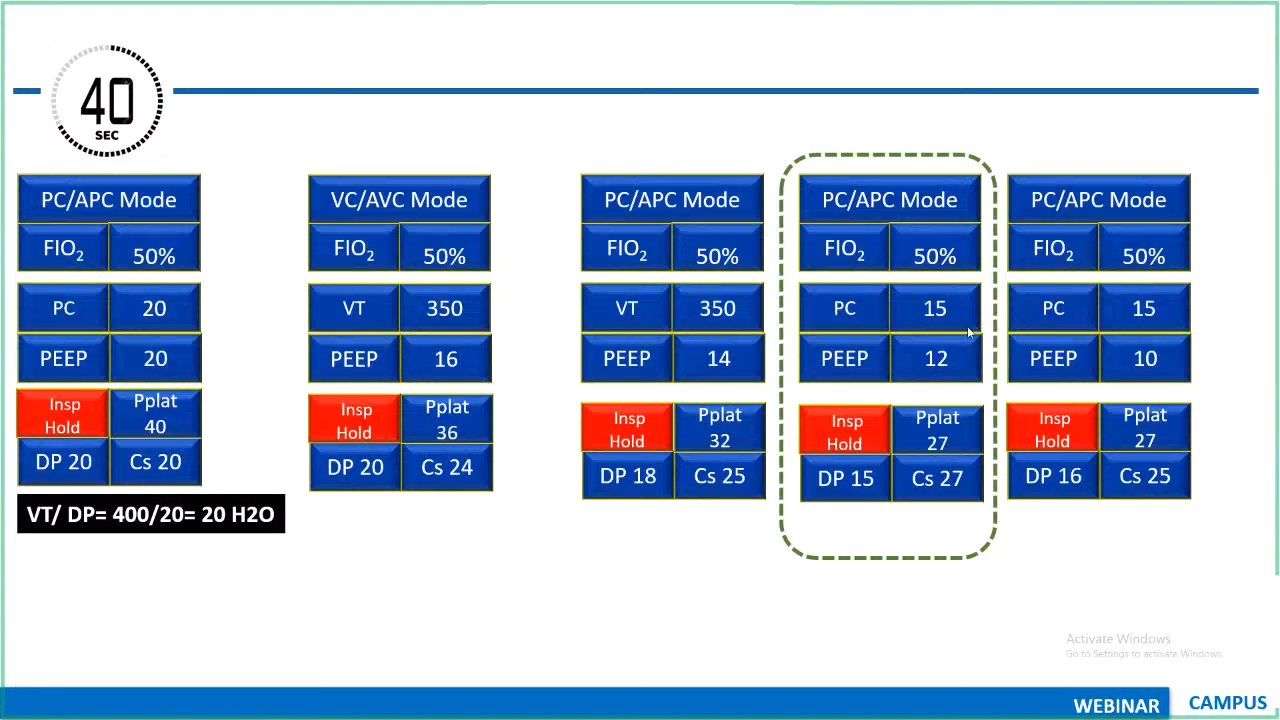 40
SEC
PC/APC Mode
FIO2 50%
PC 20
PEEP 20
Insp Hold
Pplat 40
DP 20
Cs 20
VT/ DP= 400/20= 20 H2O
VC/AVC Mode
FIO2 50%
VT 350
PEEP 16
Insp Hold
Pplat 36
DP 20
Cs 24
PC/APC Mode
FIO2 50%
VT 350
PEEP 14
Insp Hold
Pplat 32
DP 18
Cs 25
PC/APC Mode
FIO2 50%
PC 15
PEEP 12
Insp Hold
Pplat 27
DP 15
Cs 27
PC/APC Mode
FIO2 50%
PC 15
PEEP 10
Insp Hold
Pplat 27
DP 16
Cs 25
Activate Windows
Go to Settings to activate Windows.
WEBINAR CAMPUS